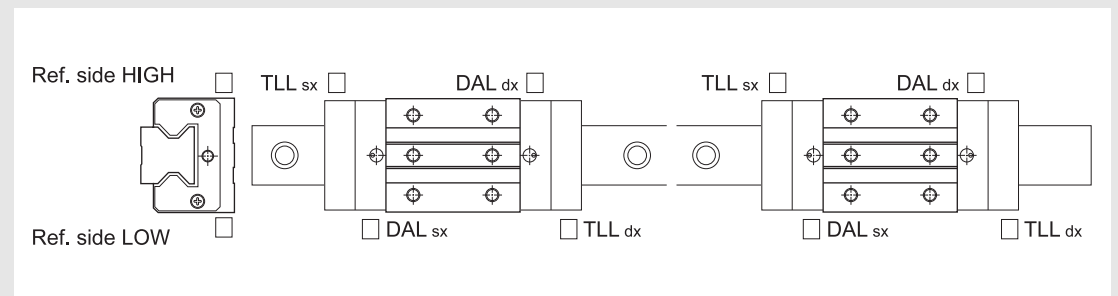 Ref. side HIGH
TLL sx
DAL dx
TLL sx
DAL dx
Ref. side LOW
DAL sx
TLL dx
DAL sx
TLL dx